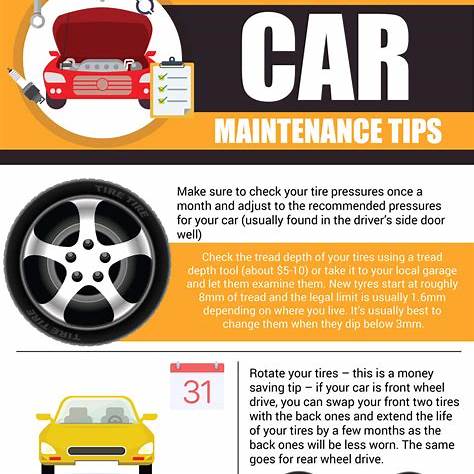 CAR
MAINTENANCE TIPS
TIRE TIRE
TIRE TIRE
Make sure to check your tire pressures once a
month and adjust to the recommended pressures
for your car (usually found in the driver's side door
well)
Check the tread depth of your tires using a tread
depth tool (about $5-10) or take it to your local garage
and let them examine them. New tyres start at roughly
8mm of tread and the legal limit is usually 1.6mm
depending on where you live. It's usually best to
change them when they dip below 3mm.
31
Rotate your tires – this is a money
saving tip – if your car is front wheel
drive, you can swap your front two tires
with the back ones and extend the life
of your tires by a few months as the
back ones will be less worn. The same
goes for rear wheel drive.